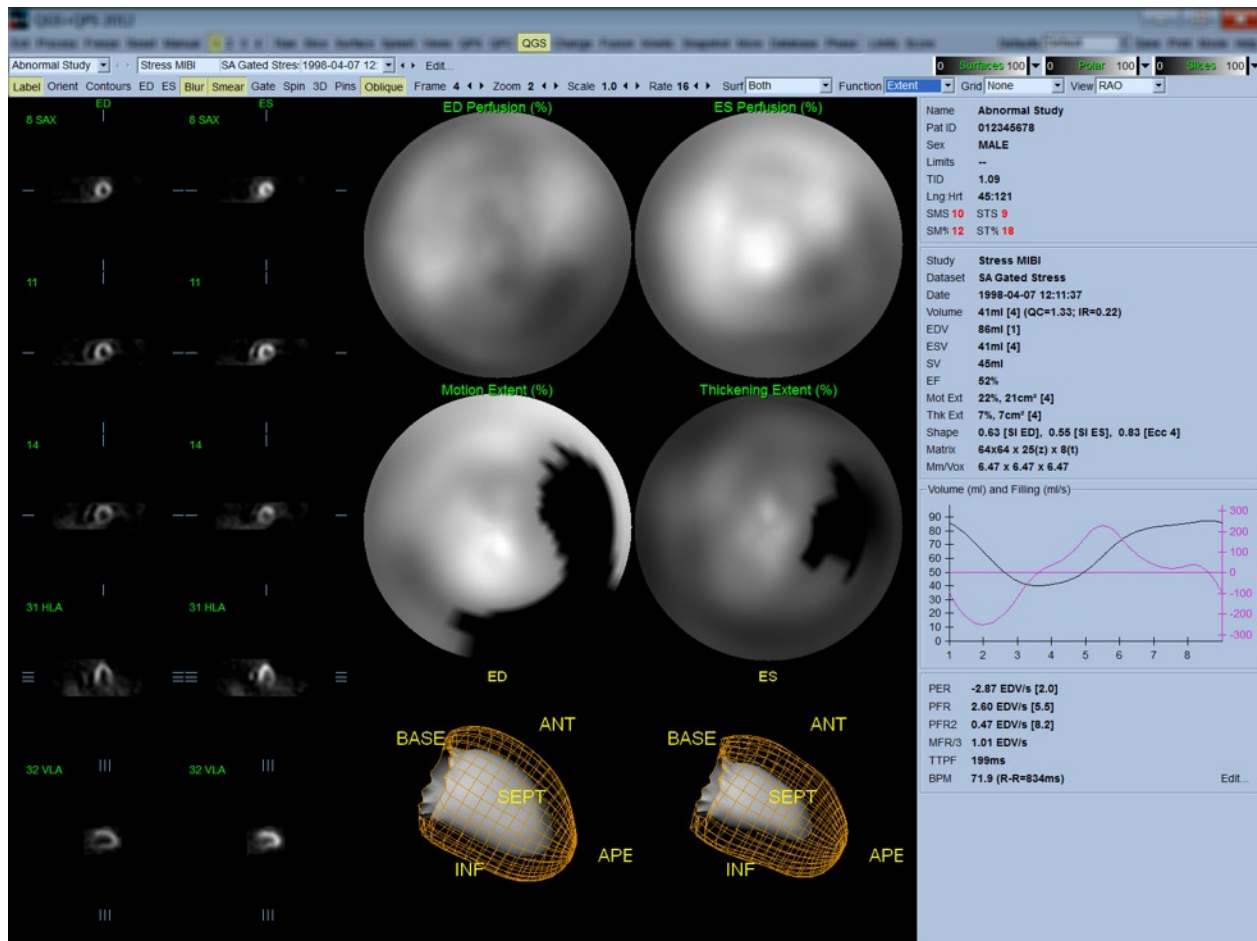 QGS+QPS 2012
QGS
Abnormal Study Stress MIBI SA Gated Stres: 1998-04-07 12: Edit...
0 Surfaces 100 0 Polar 100 0 Slices 100
Label Orient Contours ED ES Blur Smear Gate Spin 3D Pins Oblique Frame 4 Zoom 2 Scale 1.0 Rate 16 Surf Both Function Extent Grid None View RAO
ED ES
8 SAX 8 SAX
11 11
14 14
31 HLA 31 HLA
32 VLA 32 VLA
ED Perfusion (%) ES Perfusion (%)
Motion Extent (%) Thickening Extent (%)
ED ES
BASE ANT SEPT INF APE
BASE ANT SEPT INF APE
Name Abnormal Study
Pat ID 012345678
Sex MALE
Limits --
TID 1.09
Lng:Hrt 45:121
SMS 10 STS 9
SM% 12 ST% 18
Study Stress MIBI
Dataset SA Gated Stress
Date 1998-04-07 12:11:37
Volume 41ml [4] (QC=1.33; IR=0.22)
EDV 86ml [1]
ESV 41ml [4]
SV 45ml
EF 52%
Mot Ext 22%, 21cm² [4]
Thk Ext 7%, 7cm² [4]
Shape 0.63 [SI ED], 0.55 [SI ES], 0.83 [Ecc 4]
Matrix 64x64 x 25(z) x 8(t)
Mm/Vox 6.47 x 6.47 x 6.47
Volume (ml) and Filling (ml/s)
90 80 70 60 50 40 30 20 10 0
300 200 100 0 -100 -200 -300
1 2 3 4 5 6 7 8
PER -2.87 EDV/s [2.0]
PFR 2.60 EDV/s [5.5]
PFR2 0.47 EDV/s [8.2]
MFR/3 1.01 EDV/s
TTPF 199ms
BPM 71.9 (R-R=834ms) Edit...